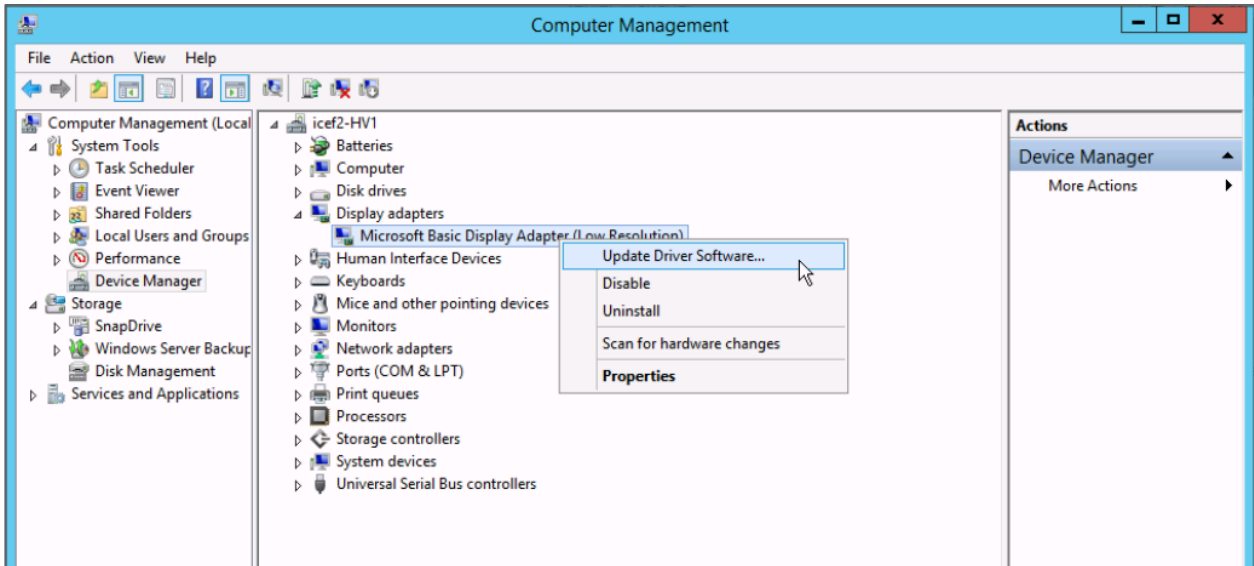 Computer Management
File Action View Help
Computer Management (Local
System Tools
Task Scheduler
Event Viewer
Shared Folders
Local Users and Groups
Performance
Device Manager
Storage
SnapDrive
Windows Server Backup
Disk Management
Services and Applications
icef2-HV1
Batteries
Computer
Disk drives
Display adapters
Microsoft Basic Display Adapter (Low Resolution)
Human Interface Devices
Keyboards
Mice and other pointing devices
Monitors
Network adapters
Ports (COM & LPT)
Print queues
Processors
Storage controllers
System devices
Universal Serial Bus controllers
Update Driver Software...
Disable
Uninstall
Scan for hardware changes
Properties
Actions
Device Manager
More Actions